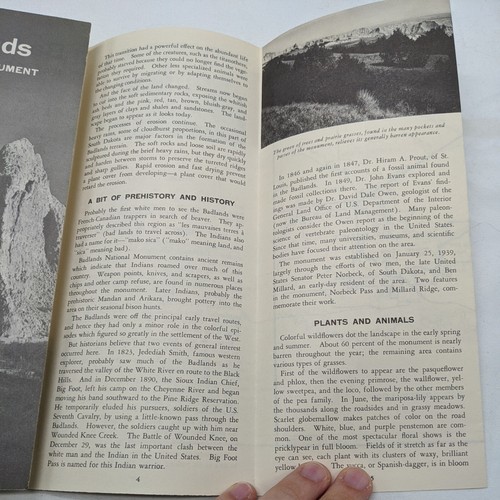 ds
UMENT
This transition had a powerful effect on the abundant life
of that time. Some of the creatures, such as the titanothere,
probably starved because they could no longer find the vege-
tation they required. Other less specialized animals were
able to survive by migrating or by adapting themselves to
the changing conditions.
And the face of the land changed. Streams now began
to cut into the soft sedimentary rocks, exposing the whitish
ash beds and the pink, red, tan, brown, bluish gray, and
gray layers of clays and shales and sandstones. The land
began to appear as it looks today.
The processes of erosion continue. The occasional
heavy rains, some of cloudburst proportions, in this part of
South Dakota are major factors in the formation of the
Badlands terrain. The soft rocks and loose soil are rapidly
sculptured during the brief heavy rains, but they dry quickly
and harden between storms to preserve the turreted ridges
and sharp gullies. Rapid erosion and fast drying prevent
a plant cover from developing—a plant cover that would
retard the erosion.
A BIT OF PREHISTORY AND HISTORY
Probably the first white men to see the Badlands were
French-Canadian trappers in search of beaver. They ap-
propriately described this region as "les mauvaises terres à
traverser" (bad lands to travel across). The Indians also
had a name for it—"mako sica" ("mako" meaning land, and
"sica" meaning bad).
Badlands National Monument contains ancient remains
which indicate that Indians roamed over much of this
country. Weapon points, knives, and scrapers, as well as
chips and other camp refuse, are found in numerous places
throughout the monument. Later Indians, probably the
prehistoric Mandan and Arikara, brought pottery into the
area on their seasonal bison hunts.
The Badlands were off the principal early travel routes,
and hence they had only a minor role in the colorful epi-
sodes which figured so greatly in the settlement of the West.
But historians believe that two events of general interest
occurred here. In 1823, Jedediah Smith, famous western
explorer, probably saw much of the Badlands as he
traversed the valley of the White River en route to the Black
Hills. And in December 1890, the Sioux Indian Chief,
Big Foot, left his camp on the Cheyenne River and began
moving his band southward to the Pine Ridge Reservation.
He temporarily eluded his pursuers, soldiers of the U.S.
Seventh Cavalry, by using a little-known pass through the
Badlands. However, the soldiers caught up with him near
Wounded Knee Creek. The Battle of Wounded Knee, on
December 29, was the last important clash between the
white man and the Indian in the United States. Big Foot
Pass is named for this Indian warrior.
4
The green of trees and prairie grasses, found in the many pockets and
passes of the monument, relieves its generally barren appearance.
In 1846 and again in 1847, Dr. Hiram A. Prout, of St.
Louis, published the first accounts of a fossil animal found
in the Badlands. In 1849, Dr. John Evans explored and
made fossil collections there. The report of Evans' find-
ings was made by Dr. David Dale Owen, geologist of the
General Land Office of the U.S. Department of the Interior
(now the Bureau of Land Management). Many paleon-
tologists consider the Owen report as the beginning of the
science of vertebrate paleontology in the United States.
Since that time, many universities, museums, and scientific
bodies have focused their attention on the area.
The monument was established on January 25, 1939,
largely through the efforts of two men, the late United
States Senator Peter Norbeck, of South Dakota, and Ben
Millard, an early-day resident of the area. Two features
in the monument, Norbeck Pass and Millard Ridge, com-
memorate their work.
PLANTS AND ANIMALS
Colorful wildflowers dot the landscape in the early spring
and summer. About 60 percent of the monument is nearly
barren throughout the year; the remaining area contains
various types of grasses.
First of the wildflowers to appear are the pasqueflower
and phlox, then the evening primrose, the wallflower, yel-
low sweetpea, and the loco, followed by the other members
of the pea family. In June, the mariposa-lily appears by
the thousands along the roadsides and in grassy meadows.
Scarlet globemallow makes patches of color on the road
shoulders. White, blue, and purple penstemon are com-
mon. One of the most spectacular floral shows is the
pricklypear in full bloom. Fields of it stretch as far as the
eye can see, each plant with its clusters of waxy, brilliant
yellow The yucca, or Spanish-dagger, is in bloom